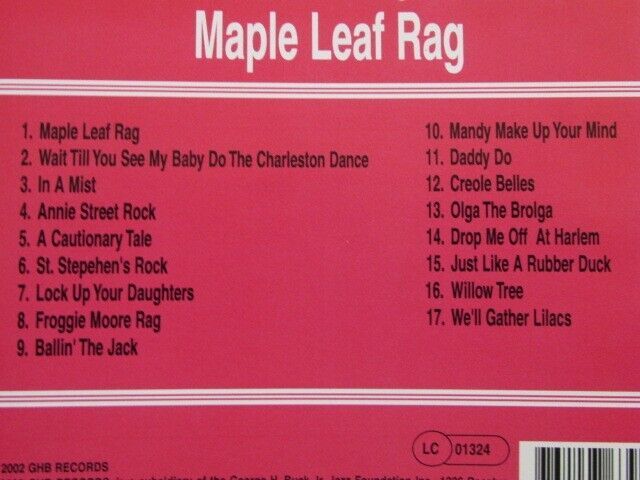 Maple Leaf Rag
1. Maple Leaf Rag
2. Wait Till You See My Baby Do The Charleston Dance
3. In A Mist
4. Annie Street Rock
5. A Cautionary Tale
6. St. Stepehen's Rock
7. Lock Up Your Daughters
8. Froggie Moore Rag
9. Ballin' The Jack
10. Mandy Make Up Your Mind
11. Daddy Do
12. Creole Belles
13. Olga The Brolga
14. Drop Me Off At Harlem
15. Just Like A Rubber Duck
16. Willow Tree
17. We'll Gather Lilacs
LC 01324
2002 GHB RECORDS